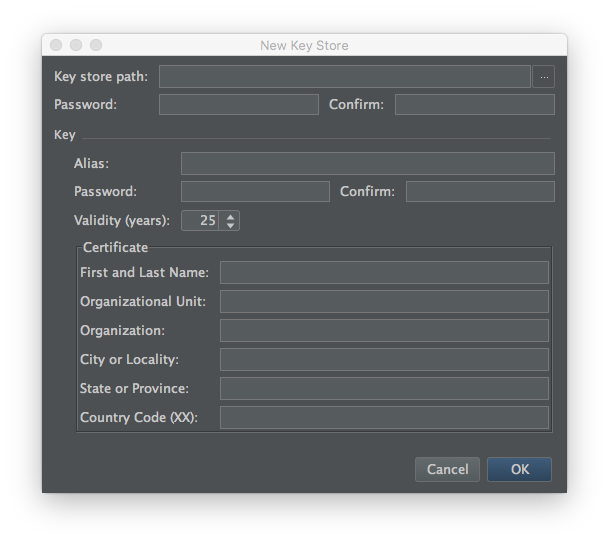 New Key Store
Key store path: ...
Password: Confirm:
Key
Alias:
Password: Confirm:
Validity (years): 25
Certificate
First and Last Name:
Organizational Unit:
Organization:
City or Locality:
State or Province:
Country Code (XX):
Cancel OK